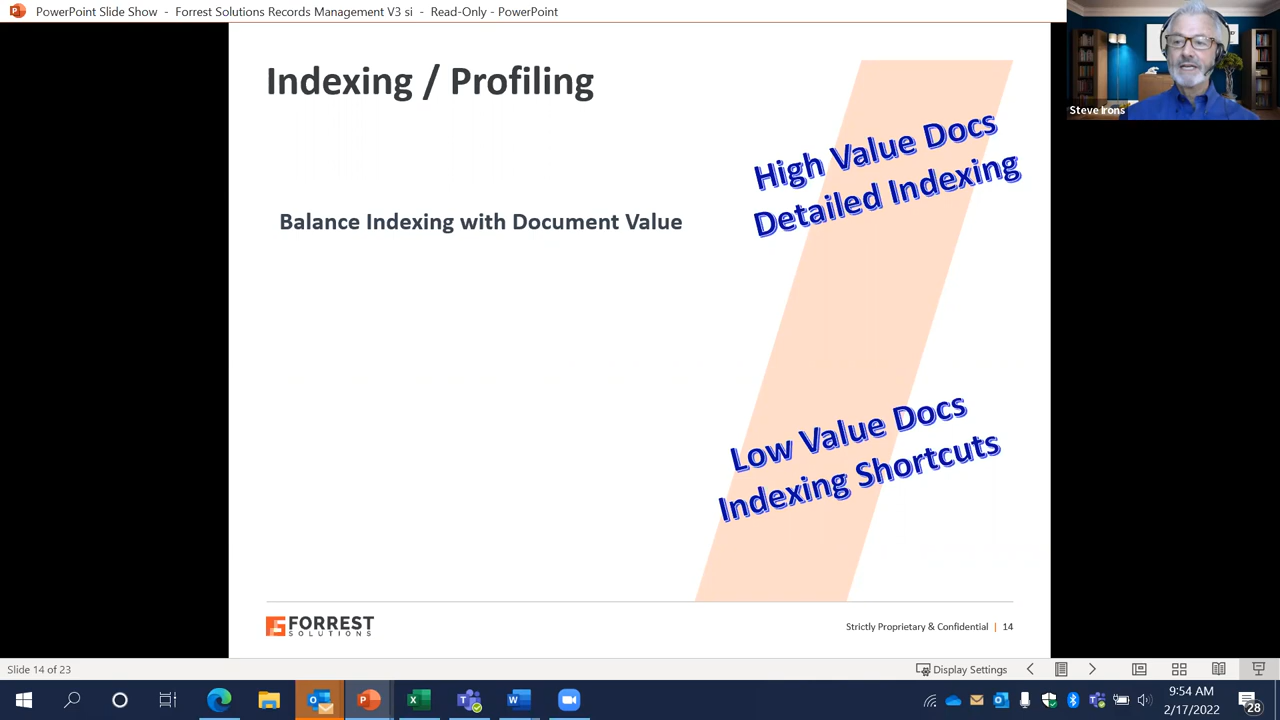 PowerPoint Slide Show - Forrest Solutions Records Management V3 si - Read-Only - PowerPoint
Steve Irons
Indexing / Profiling
High Value Docs
Detailed Indexing
Balance Indexing with Document Value
Low Value Docs
Indexing Shortcuts
FORREST
SOLUTIONS
Strictly Proprietary & Confidential | 14
Slide 14 of 23
Display Settings
9:54 AM
2/17/2022
28